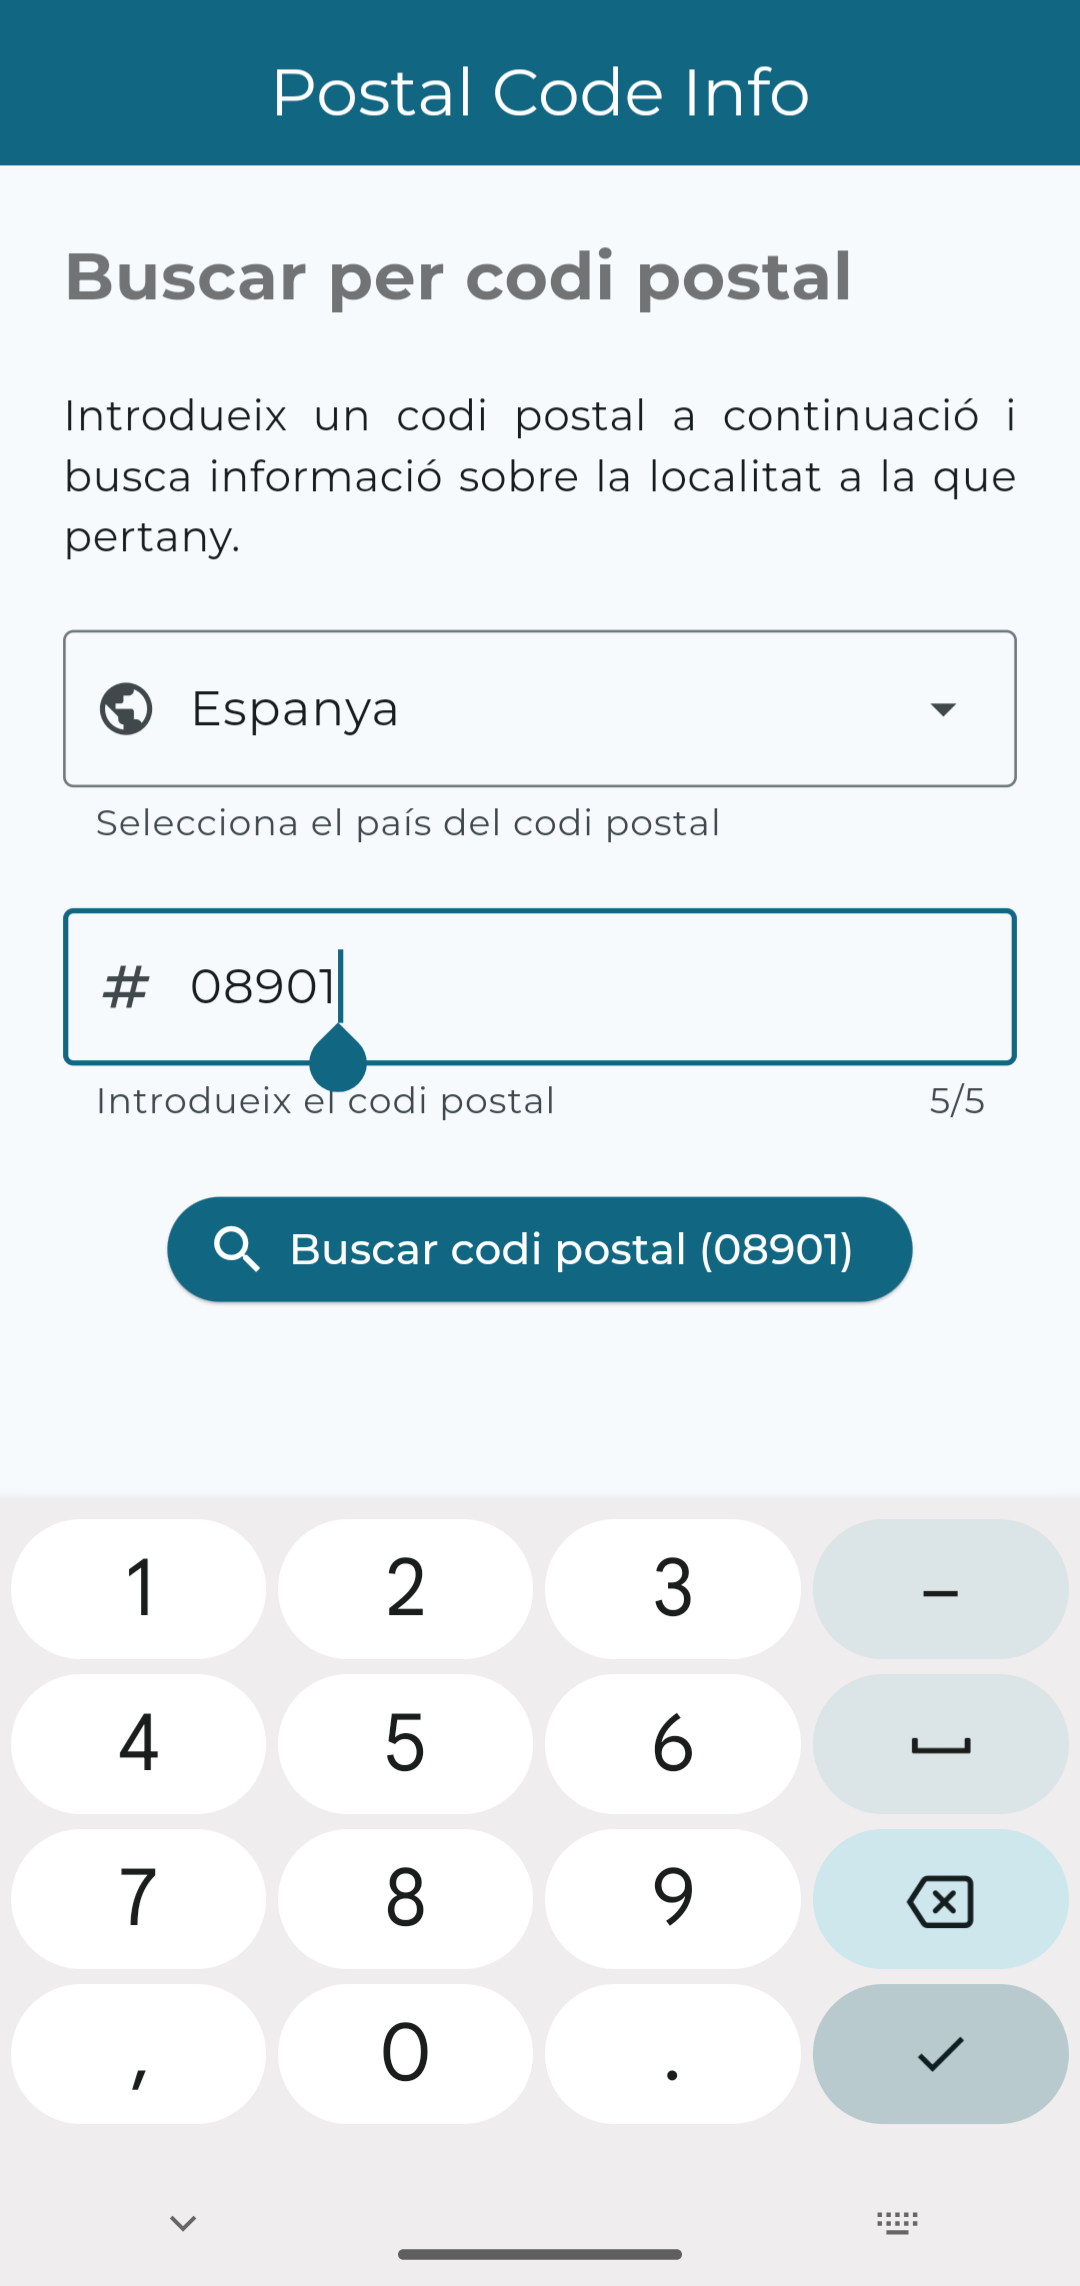 Postal Code Info
Buscar per codi postal
Introdueix un codi postal a continuació i
busca informació sobre la localitat a la que
pertany.
Espanya
Selecciona el país del codi postal
# 08901
Introdueix el codi postal 5/5
Buscar codi postal (08901)
1 2 3 –
4 5 6
7 8 9
, 0 .